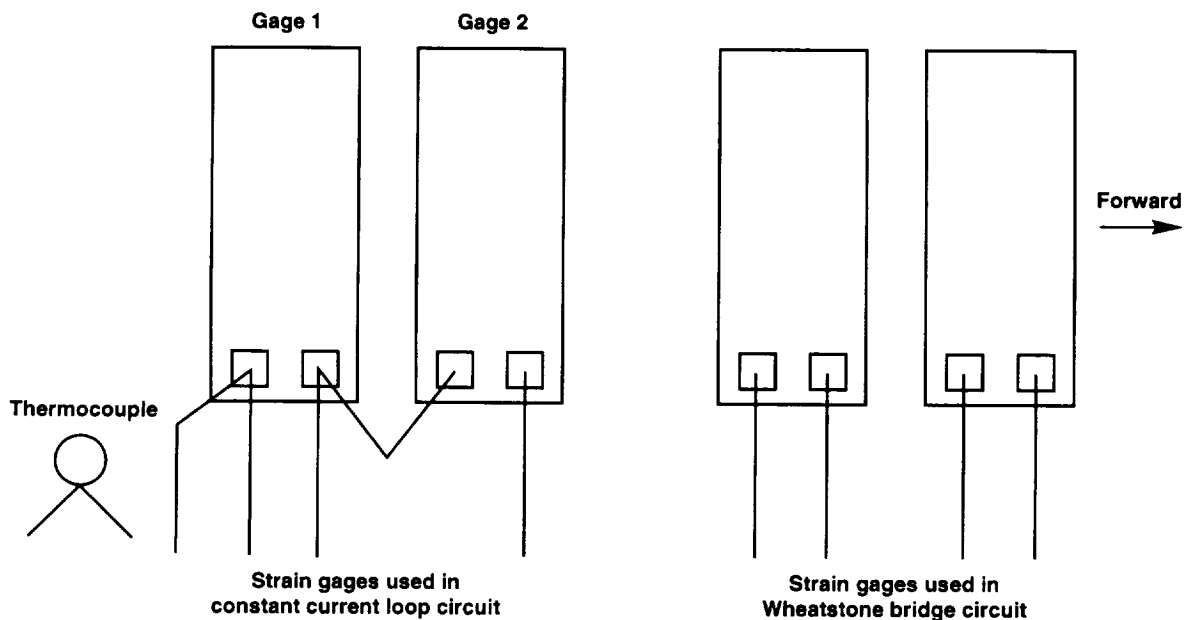 Gage 1
Gage 2
Forward
Thermocouple
Strain gages used in
constant current loop circuit
Strain gages used in
Wheatstone bridge circuit